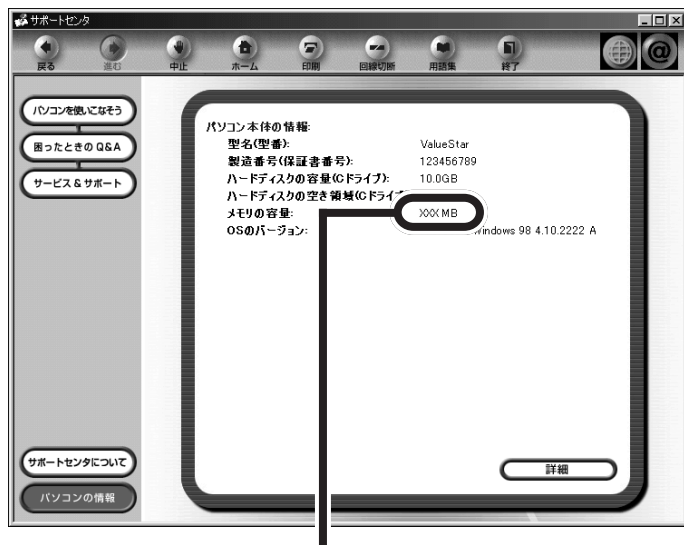 サポートセンタ
戻る 進む 中止 ホーム 印刷 回線切断 用語集 終了
パソコンを使いこなそう
困ったときの Q&A
サービス & サポート
パソコン本体の情報:
型名(型番): ValueStar
製造番号(保証書番号): 123456789
ハードディスクの容量(Cドライブ): 10.0GB
ハードディスクの空き領域(Cドライブ
メモリの容量: XXX MB
OSのバージョン: Windows 98 4.10.2222 A
詳細
サポートセンタについて
パソコンの情報